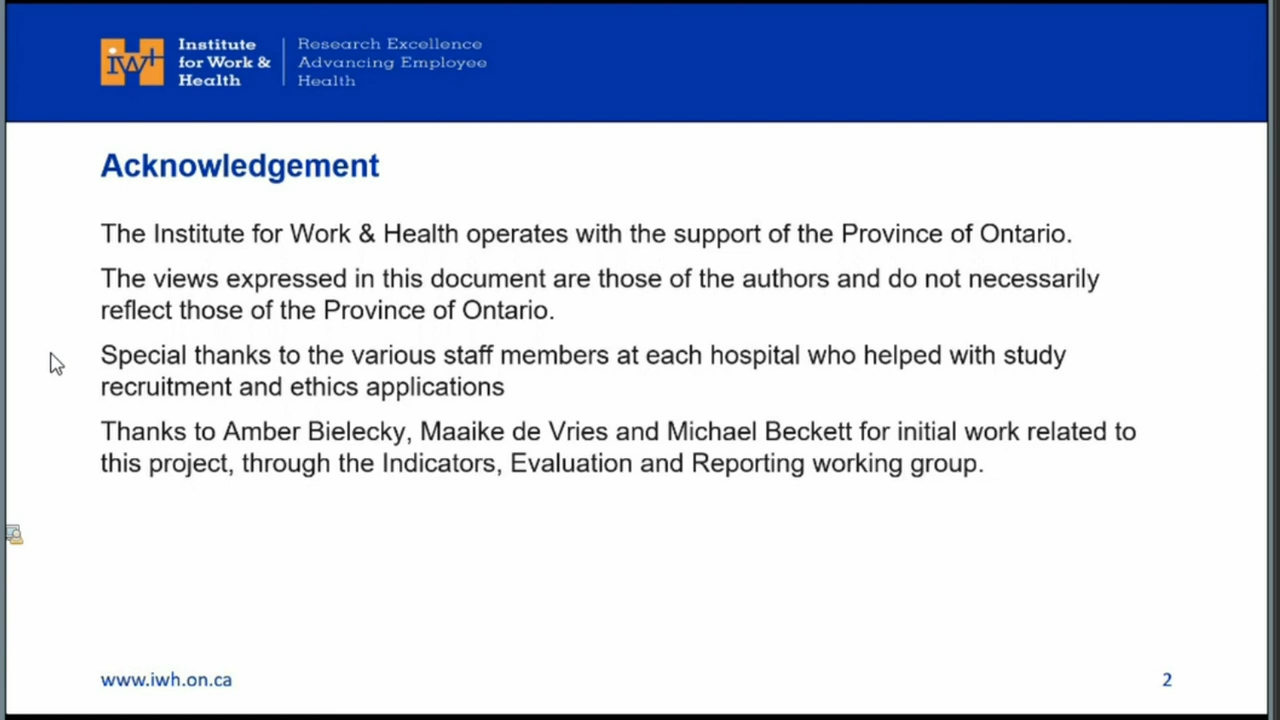 iw+
Institute
for Work &
Health
Research Excellence
Advancing Employee
Health
Acknowledgement
The Institute for Work & Health operates with the support of the Province of Ontario.
The views expressed in this document are those of the authors and do not necessarily
reflect those of the Province of Ontario.
Special thanks to the various staff members at each hospital who helped with study
recruitment and ethics applications
Thanks to Amber Bielecky, Maaike de Vries and Michael Beckett for initial work related to
this project, through the Indicators, Evaluation and Reporting working group.
www.iwh.on.ca
2